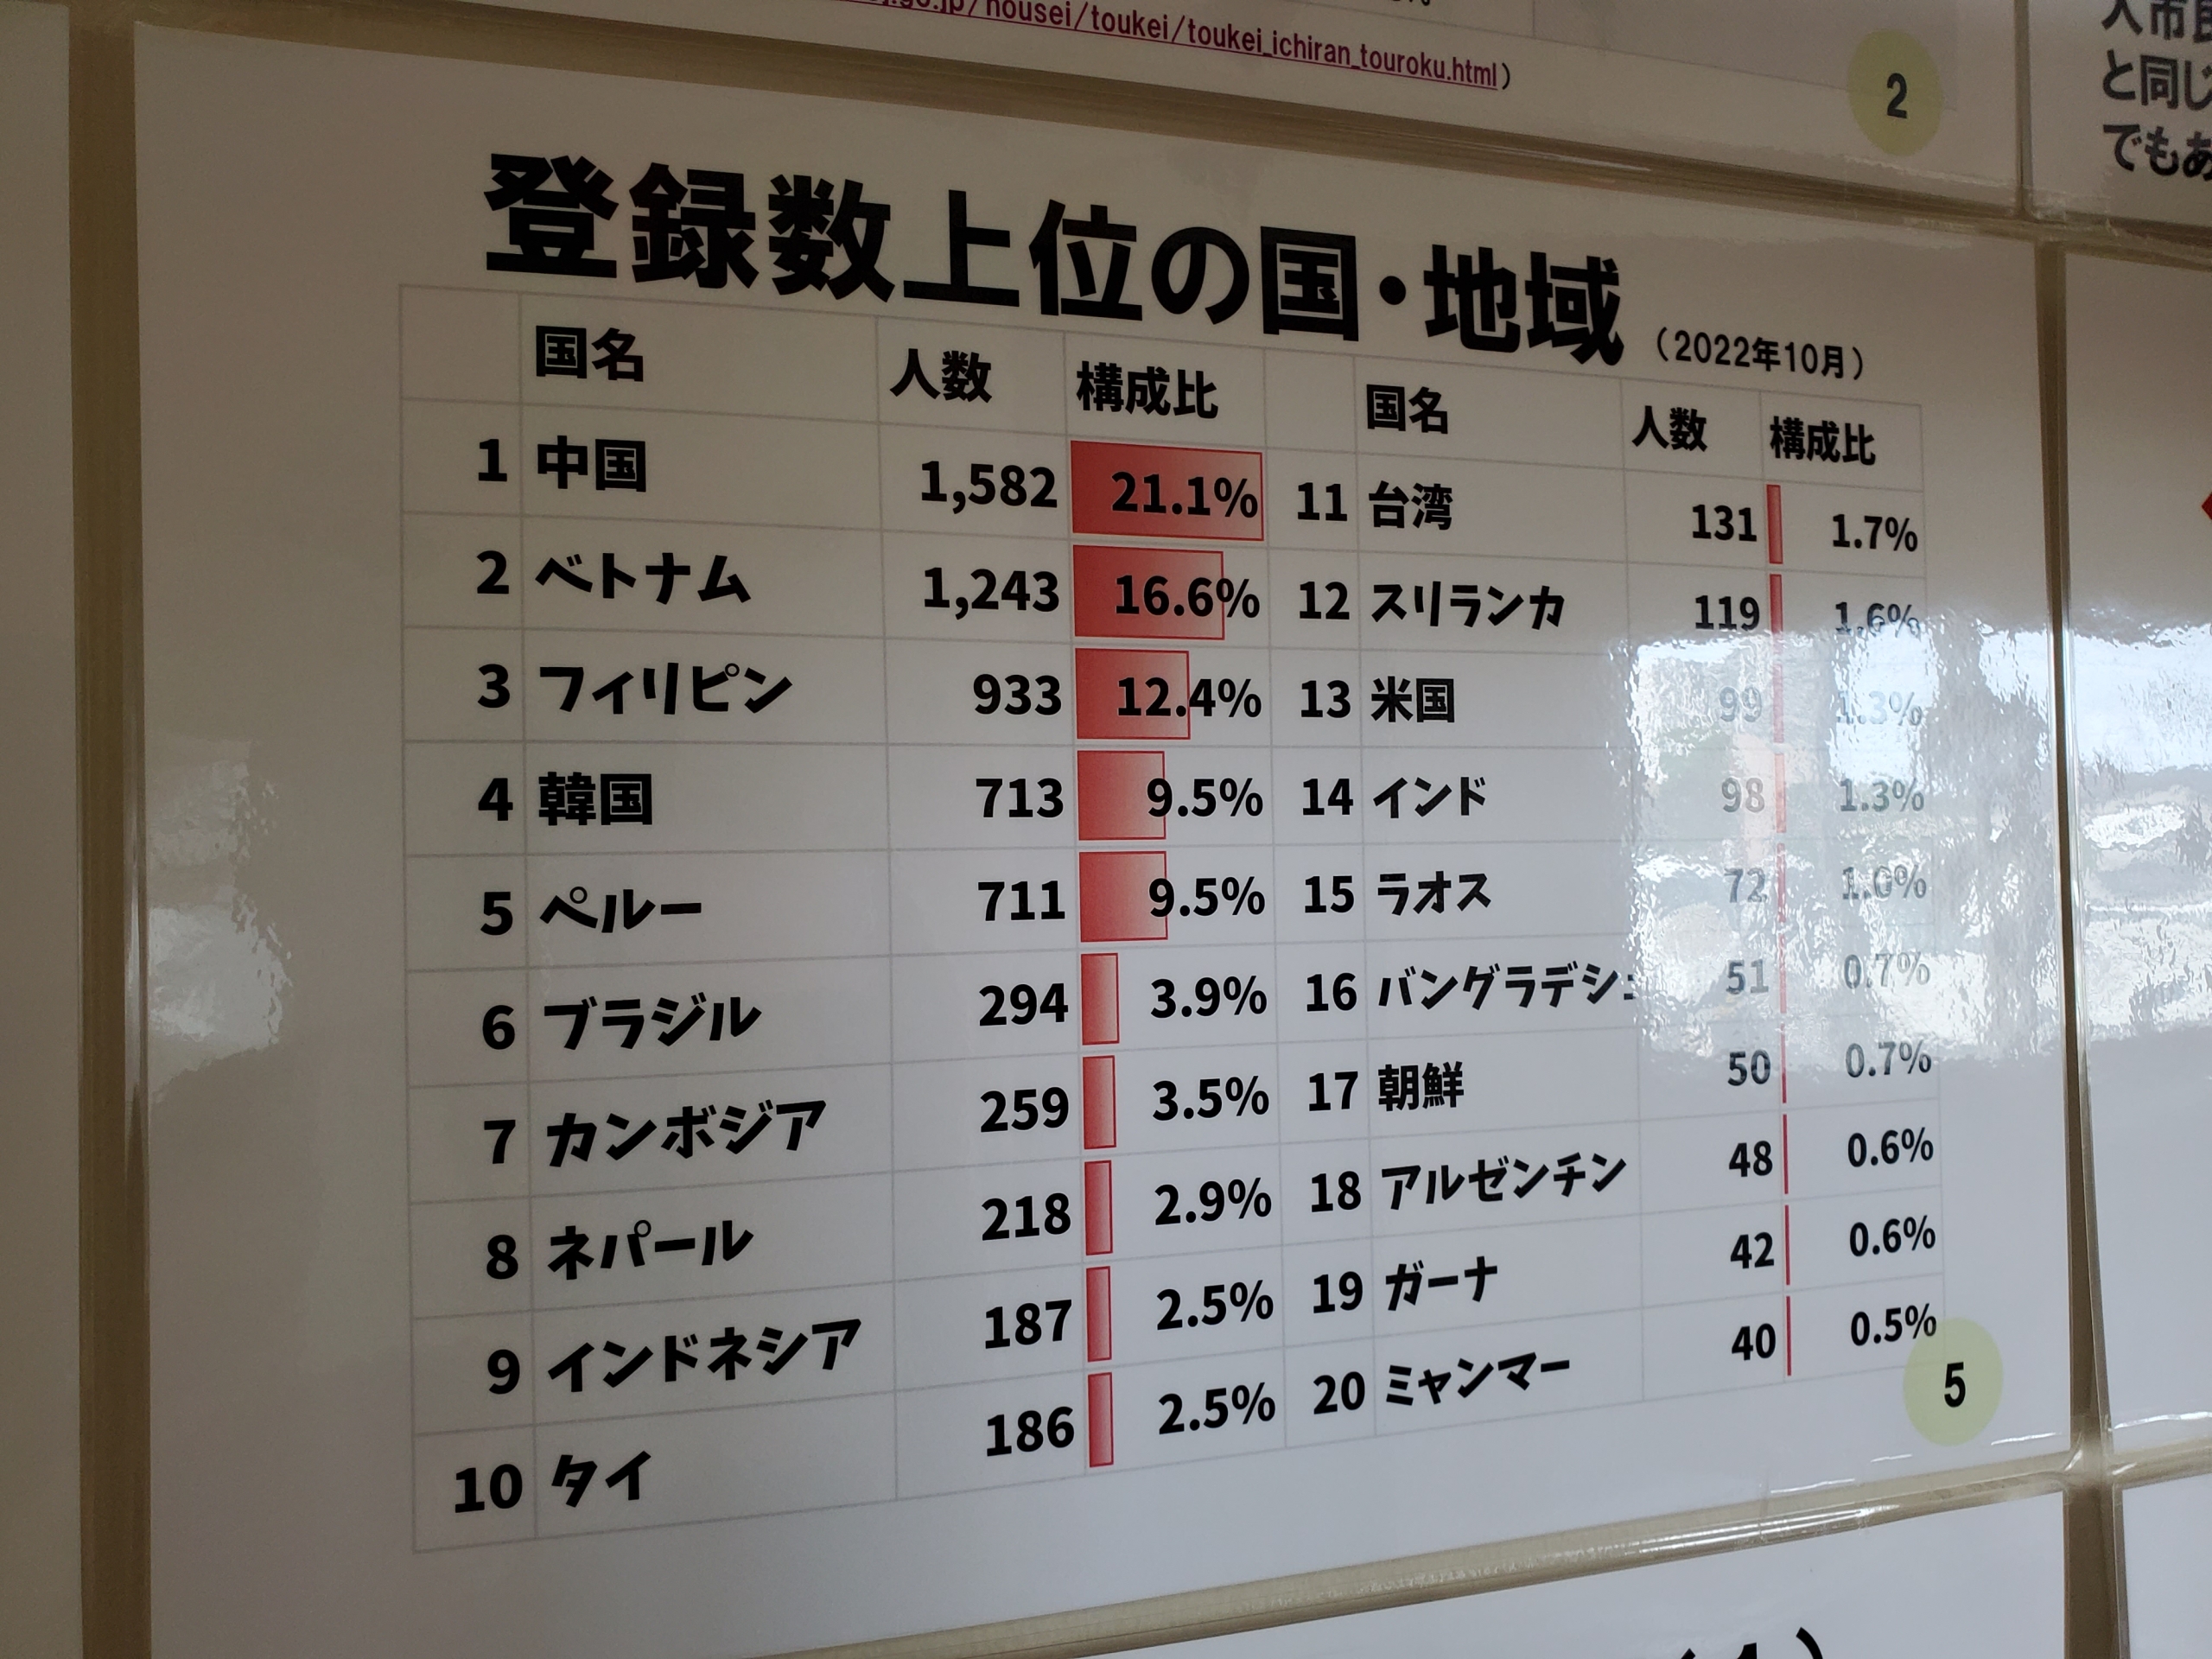 /toukei/toukei_ichiran_touroku.html)
2
と同じ
登録数上位の国・地域 (2022年10月)
国名 人数 構成比 国名 人数 構成比
1 中国 1,582 21.1% 11 台湾 131 1.7%
2 ベトナム 1,243 16.6% 12 スリランカ 119 1.6%
3 フィリピン 933 12.4% 13 米国 99 1.3%
4 韓国 713 9.5% 14 インド 98 1.3%
5 ペルー 711 9.5% 15 ラオス 72 1.0%
6 ブラジル 294 3.9% 16 バングラデシ 51 0.7%
7 カンボジア 259 3.5% 17 朝鮮 50 0.7%
8 ネパール 218 2.9% 18 アルゼンチン 48 0.6%
9 インドネシア 187 2.5% 19 ガーナ 42 0.6%
10 タイ 186 2.5% 20 ミャンマー 40 0.5%
5